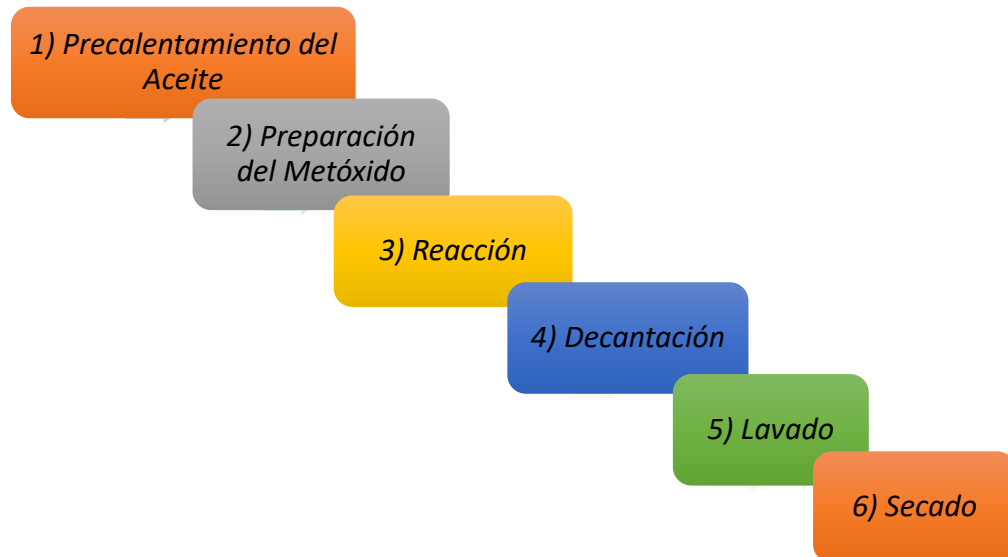 1) Precalentamiento del
Aceite
2) Preparación
del Metóxido
3) Reacción
4) Decantación
5) Lavado
6) Secado